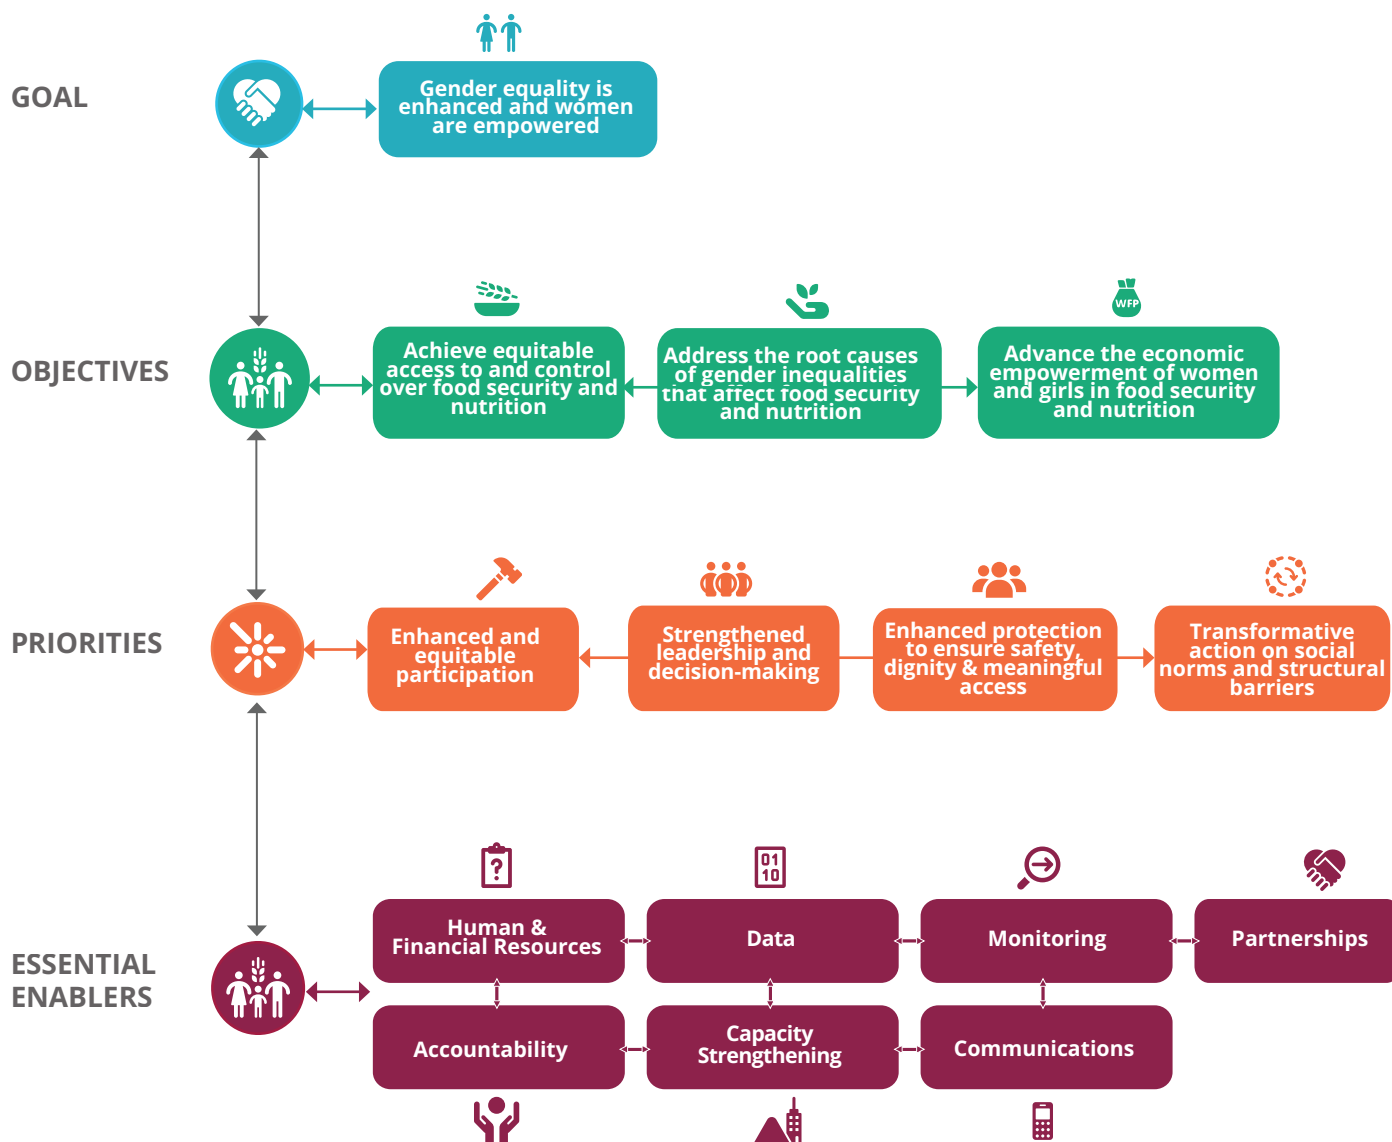 GOAL
Gender equality is
enhanced and women
are empowered
OBJECTIVES
Achieve equitable
access to and control
over food security and
nutrition
Address the root causes
of gender inequalities
that affect food security
and nutrition
WFP
Advance the economic
empowerment of women
and girls in food security
and nutrition
PRIORITIES
Enhanced and
equitable
participation
Strengthened
leadership and
decision-making
Enhanced protection
to ensure safety,
dignity & meaningful
access
Transformative
action on social
norms and structural
barriers
ESSENTIAL
ENABLERS
?
Human &
Financial Resources
01
10
Data
Monitoring
Partnerships
Accountability
Capacity
Strengthening
Communications